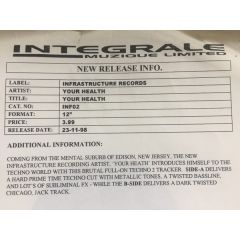 INTEGRALE
MUZIQUE LIMITED
NEW RELEASE INFO.
LABEL: INFRASTRUCTURE RECORDS
ARTIST: YOUR HEALTH
TITLE: YOUR HEALTH
CAT. NO: INF02
FORMAT: 12"
PRICE: 3.99
RELEASE DATE: 23-11-98
ADDITIONAL INFORMATION:
COMING FROM THE MENTAL SUBURB OF EDISON, NEW JERSEY, THE NEW
INFRASTRUCTURE RECORDING ARTIST. 'YOUR HEATH' INTRODUCES HIMSELF TO THE
TECHNO WORLD WITH THIS BRUTAL FULL-ON TECHNO 2 TRACKER. SIDE-A DELIVERS
A HARD PRIME TIME TECHNO CUT WITH METALLIC TONES, A TWISTED BASSLINE,
AND LOT'S OF SUBLIMINAL FX - WHILE THE B-SIDE DELIVERS A DARK TWISTED
CHICAGO, JACK TRACK.